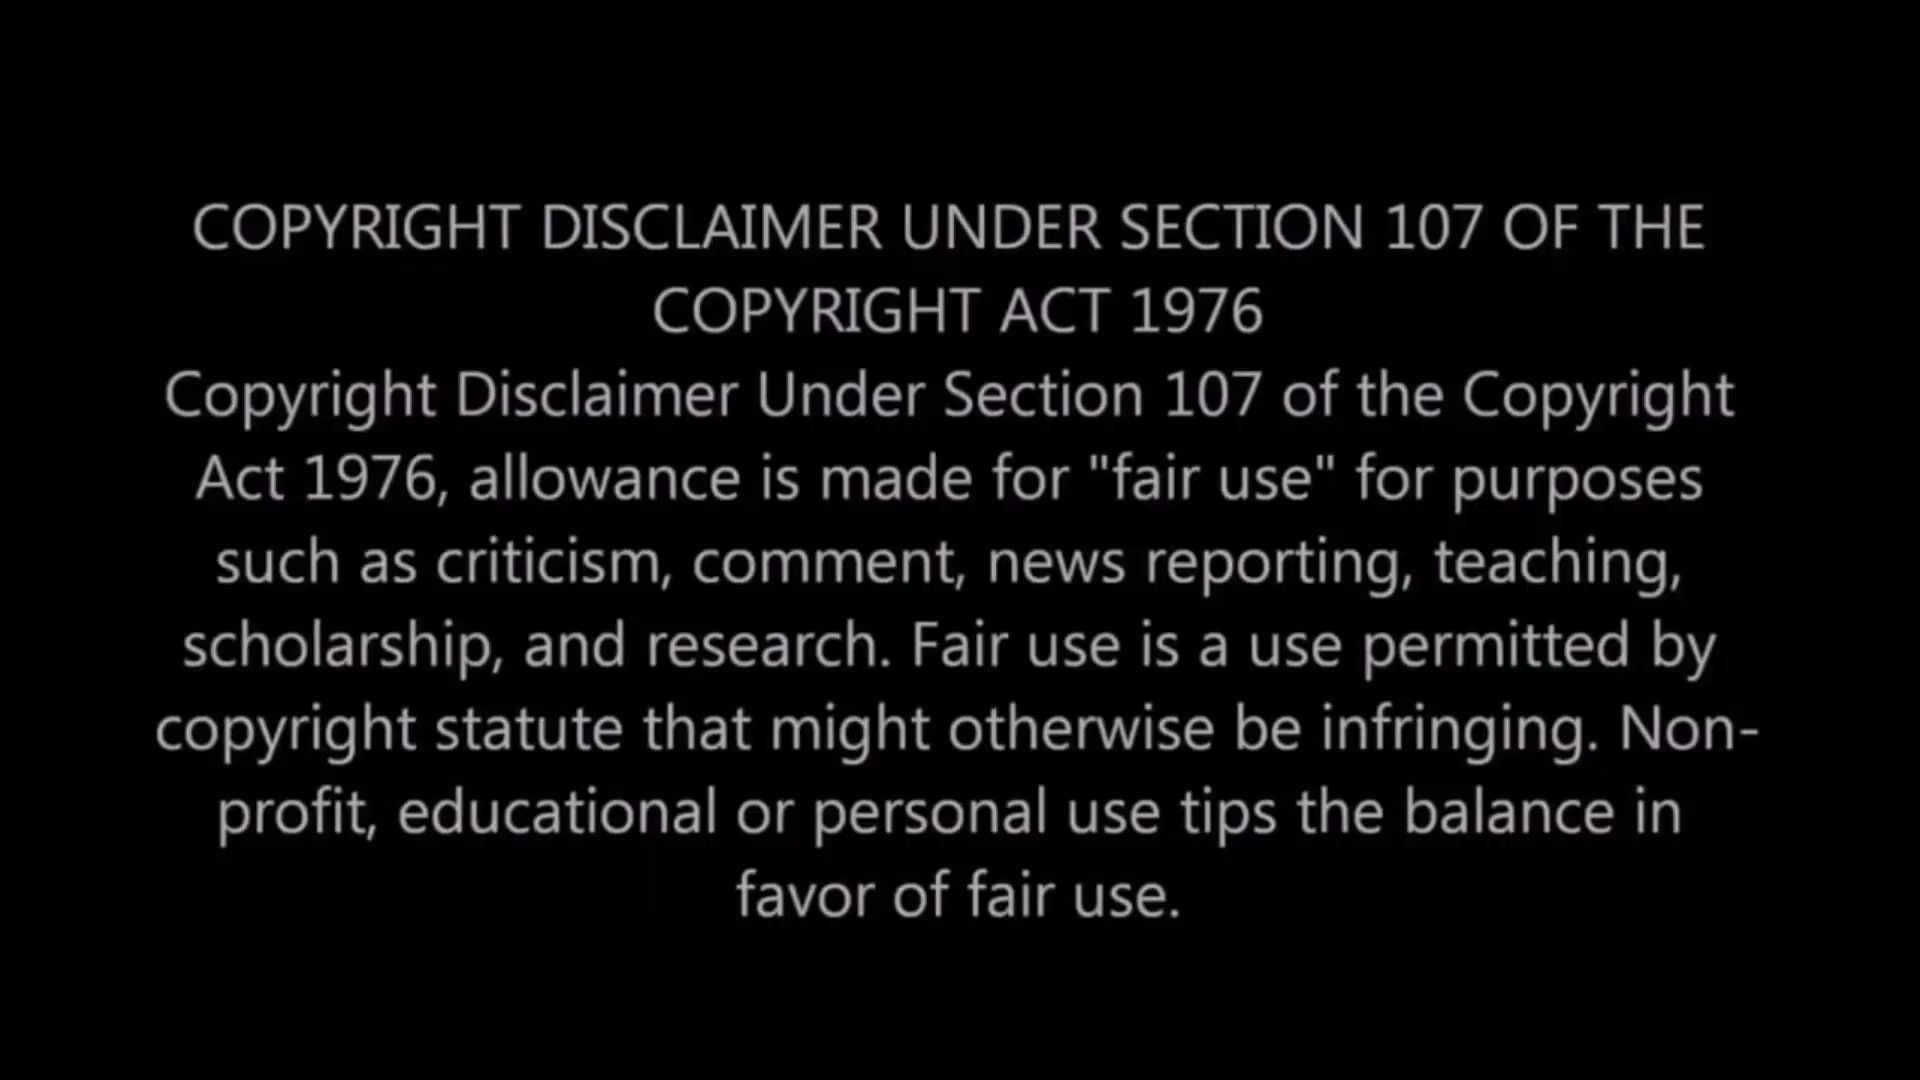 COPYRIGHT DISCLAIMER UNDER SECTION 107 OF THE
COPYRIGHT ACT 1976
Copyright Disclaimer Under Section 107 of the Copyright
Act 1976, allowance is made for "fair use" for purposes
such as criticism, comment, news reporting, teaching,
scholarship, and research. Fair use is a use permitted by
copyright statute that might otherwise be infringing. Non-
profit, educational or personal use tips the balance in
favor of fair use.